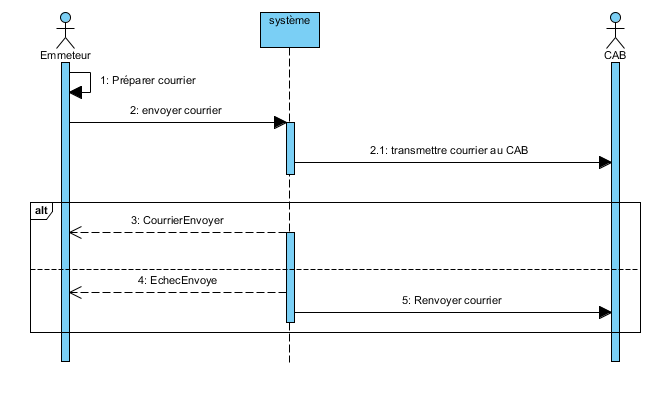 système
Emmeteur
CAB
1: Préparer courrier
2: envoyer courrier
2.1: transmettre courrier au CAB
alt
3: CourrierEnvoyer
4: EchecEnvoye
5: Renvoyer courrier